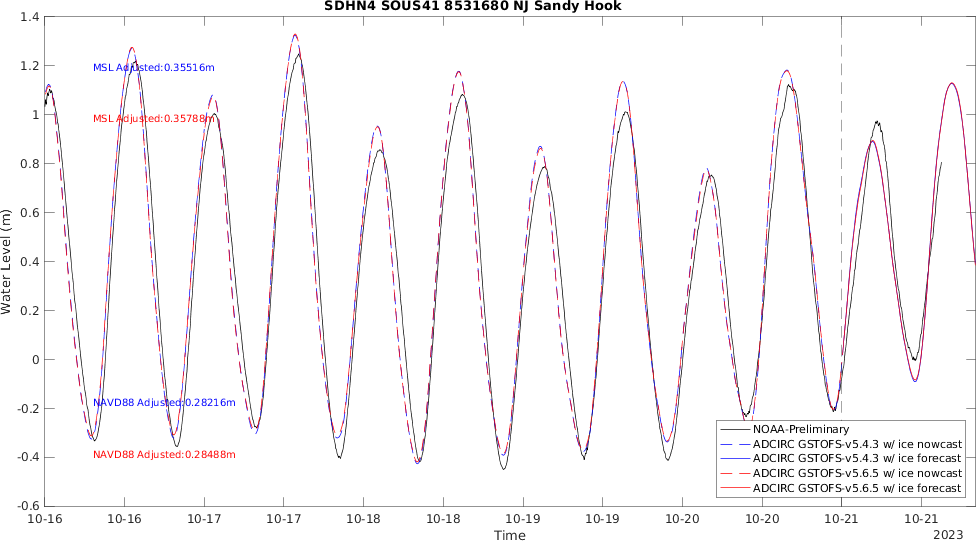 SDHN4 SOUS41 8531680 NJ Sandy Hook
1.4
1.2
1
0.8
0.6
0.4
0.2
0
-0.2
-0.4
-0.6
Water Level (m)
MSL Adjusted:0.35516m
MSL Adjusted:0.35788m
NAVD88 Adjusted:0.28216m
NAVD88 Adjusted:0.28488m
NOAA-Preliminary
ADCIRC GSTOFS-v5.4.3 w/ ice nowcast
ADCIRC GSTOFS-v5.4.3 w/ ice forecast
ADCIRC GSTOFS-v5.6.5 w/ ice nowcast
ADCIRC GSTOFS-v5.6.5 w/ ice forecast
10-16 10-16 10-17 10-17 10-18 10-18 10-19 10-19 10-20 10-20 10-21 10-21
Time
2023